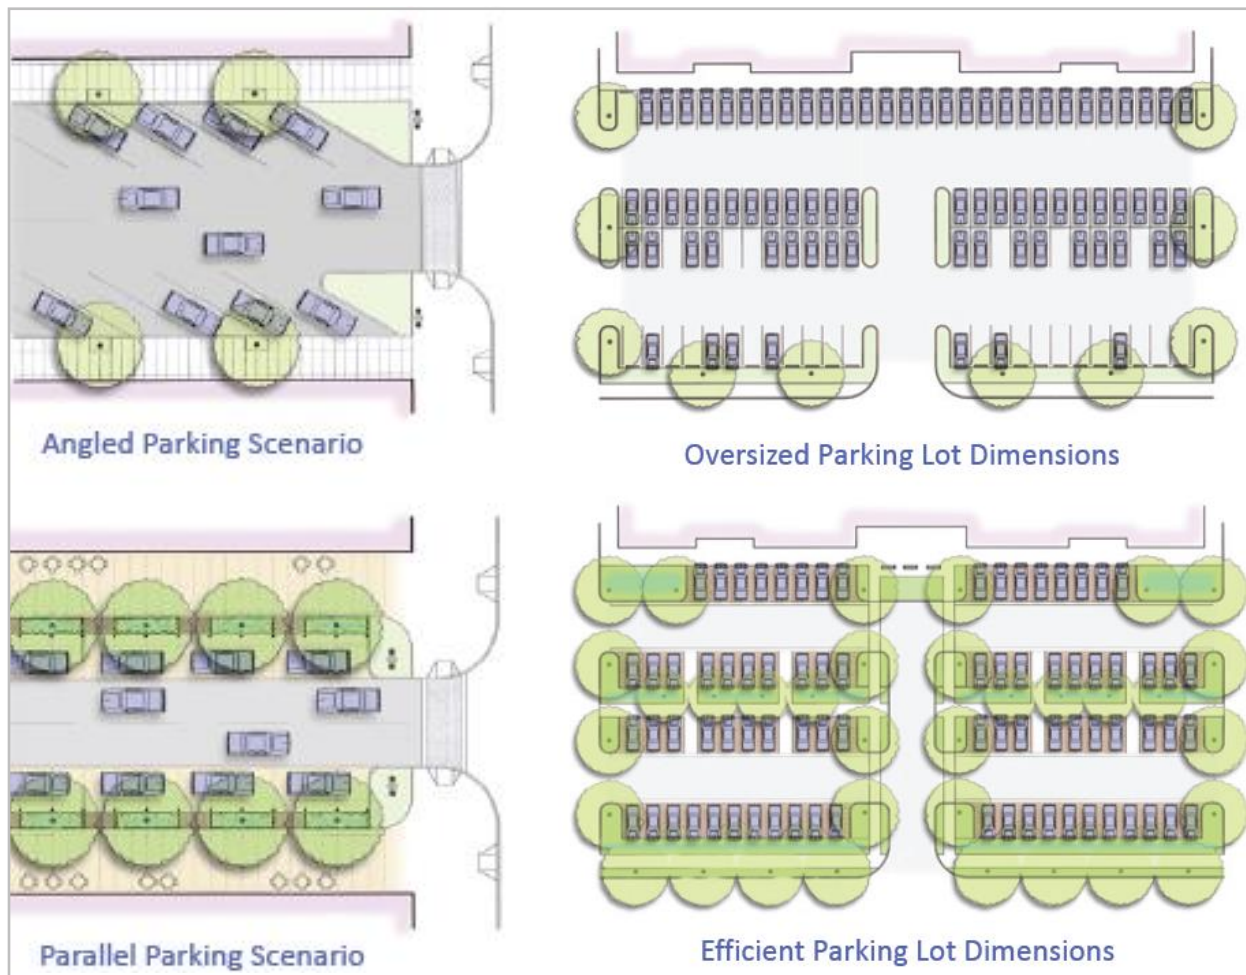 Angled Parking Scenario
Oversized Parking Lot Dimensions
Parallel Parking Scenario
Efficient Parking Lot Dimensions